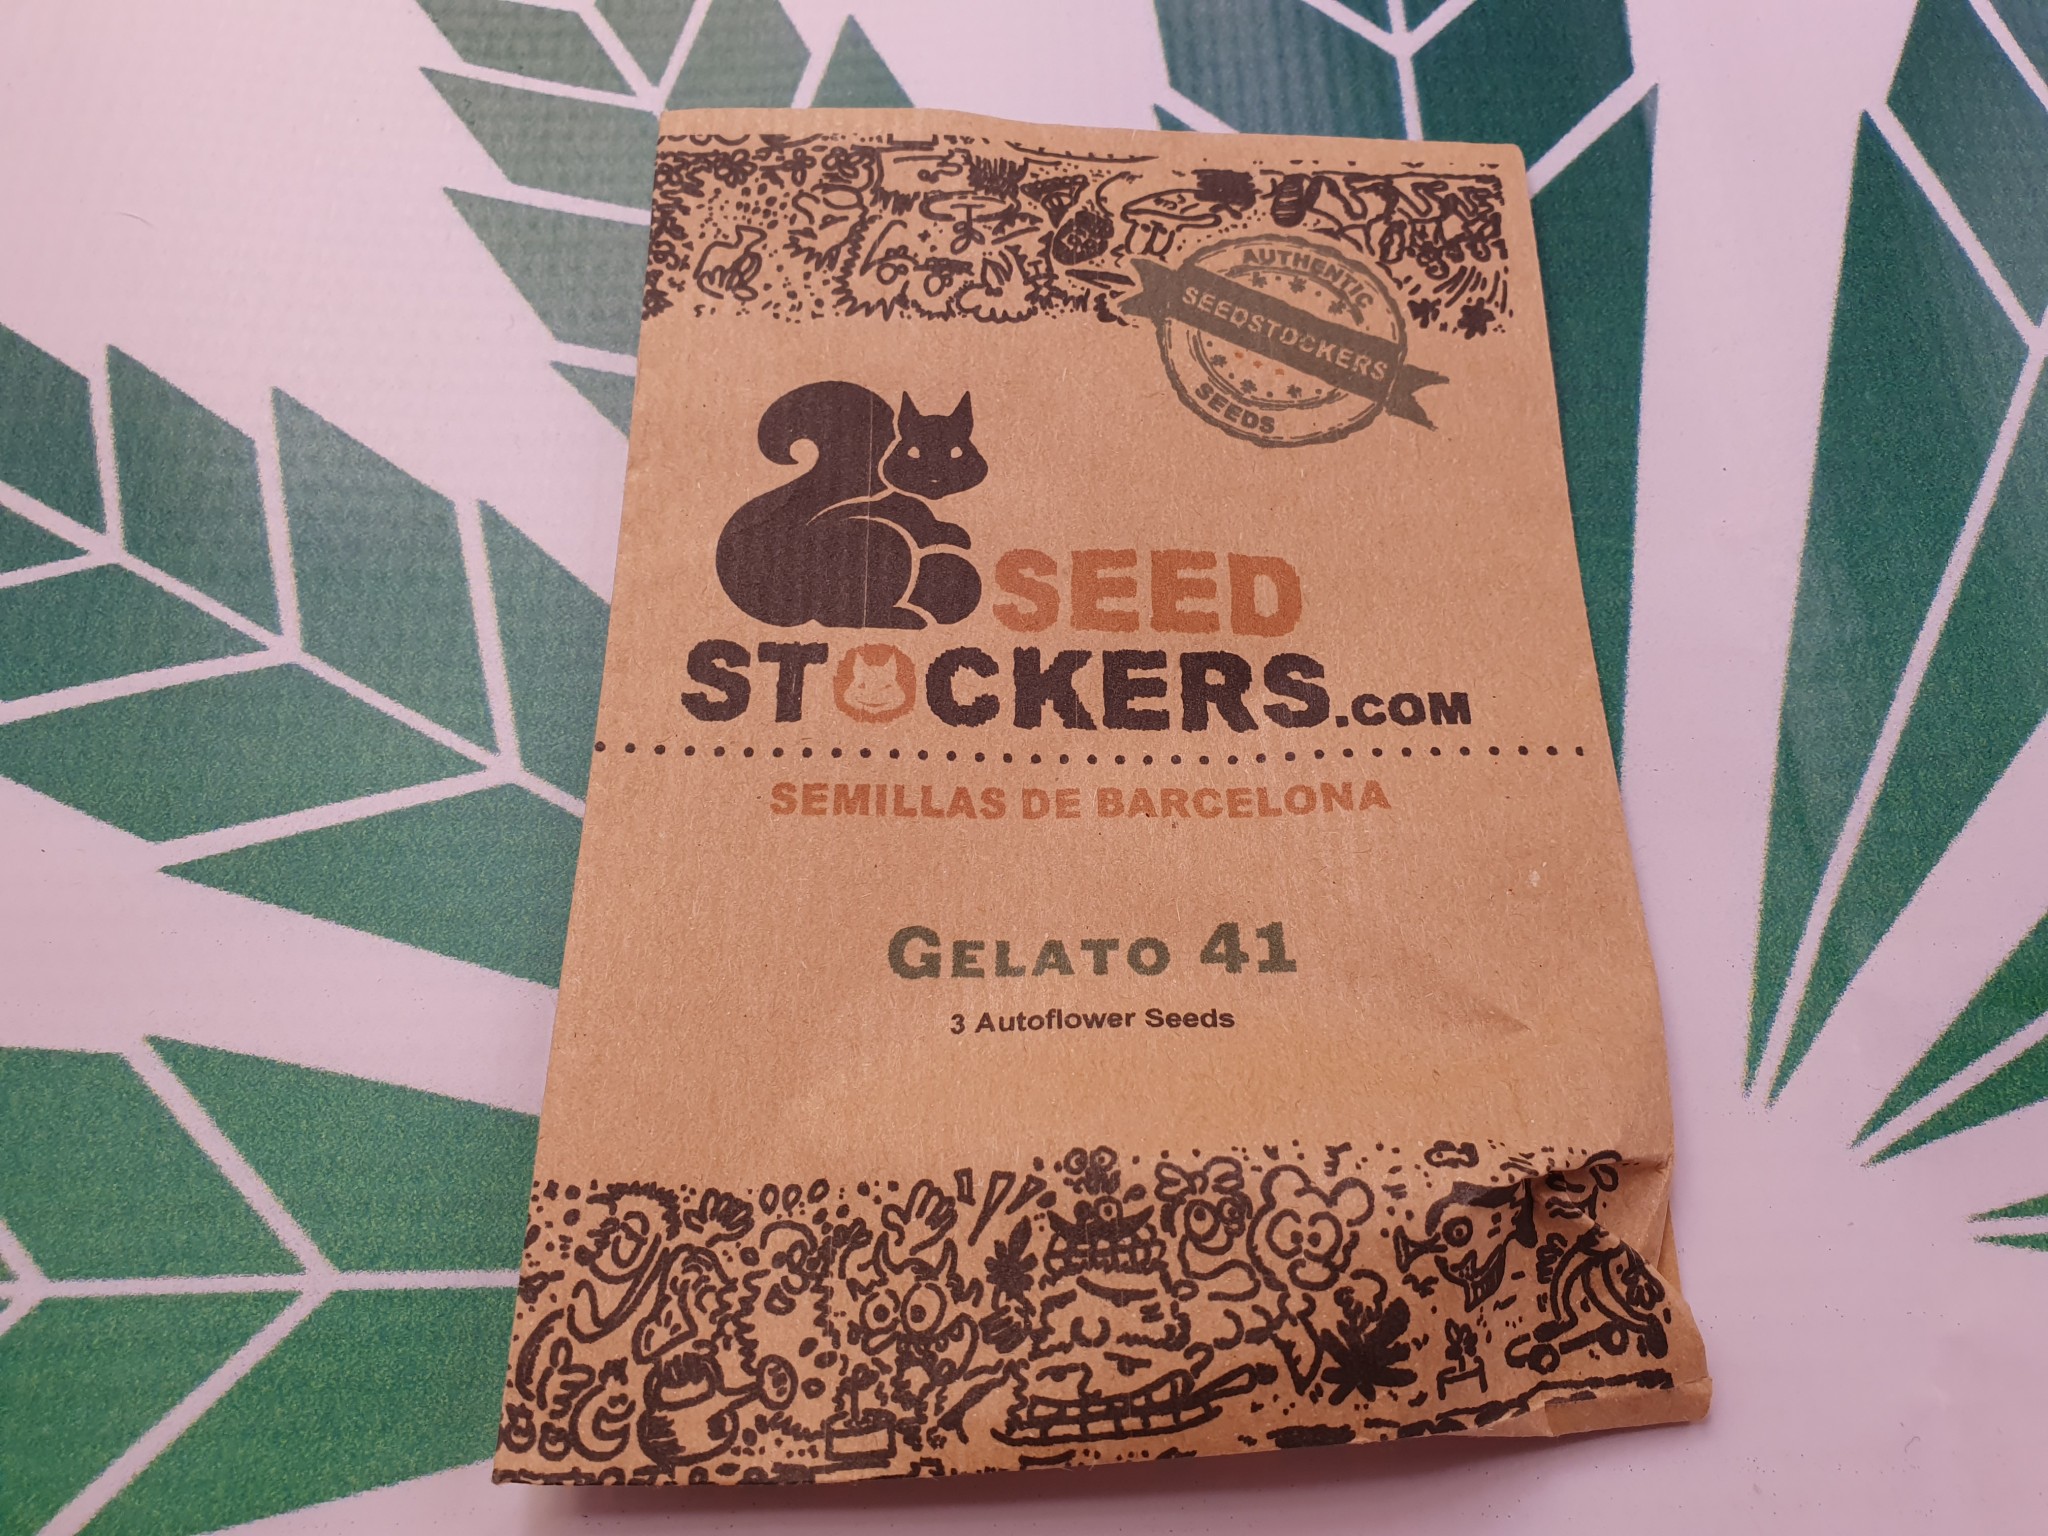 AUTHENTIC
SEEDSTOCKERS
SEEDS
SEED
STOCKERS.COM
SEMILLAS DE BARCELONA
GELATO 41
3 Autoflower Seeds